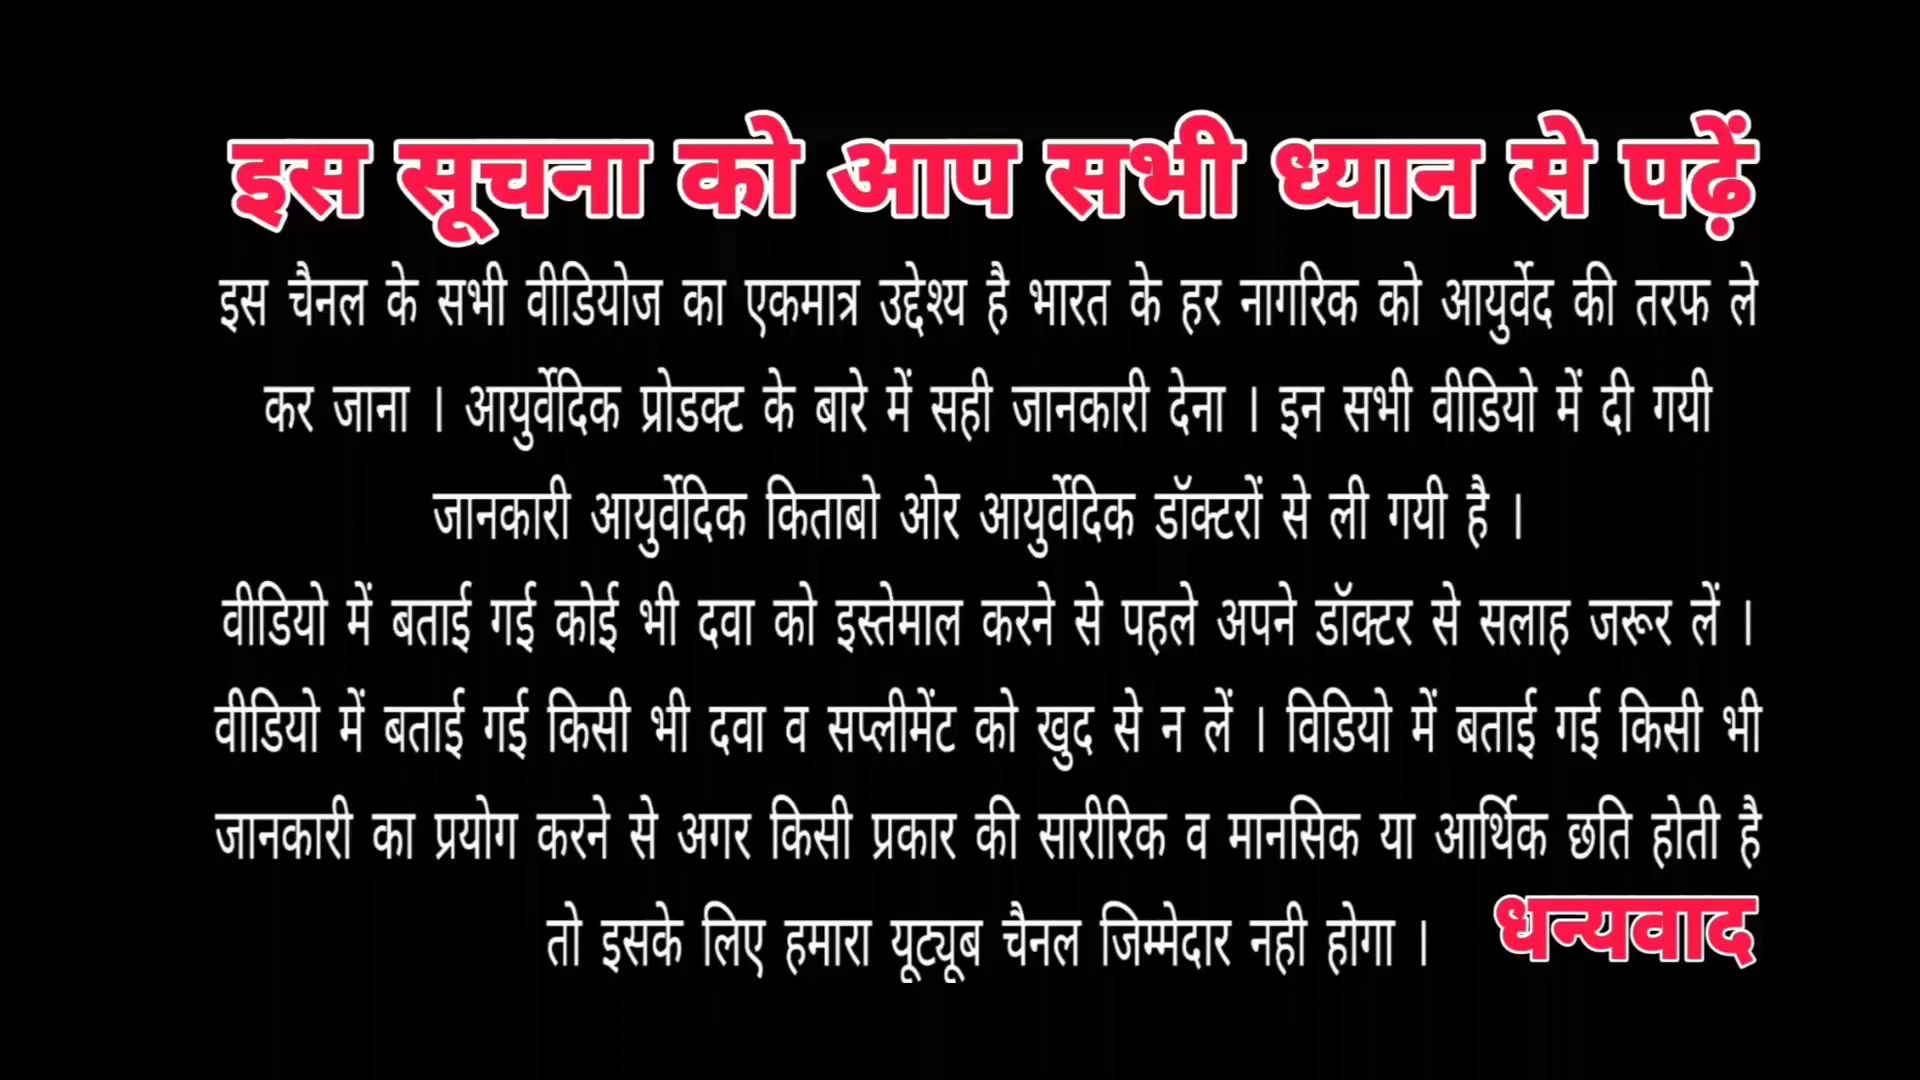 इस सूचना को आप सभी ध्यान से पढ़ें
इस चैनल के सभी वीडियोज का एकमात्र उद्देश्य है भारत के हर नागरिक को आयुर्वेद की तरफ ले
कर जाना । आयुर्वेदिक प्रोडक्ट के बारे में सही जानकारी देना । इन सभी वीडियो में दी गयी
जानकारी आयुर्वेदिक किताबो ओर आयुर्वेदिक डॉक्टरों से ली गयी है ।
वीडियो में बताई गई कोई भी दवा को इस्तेमाल करने से पहले अपने डॉक्टर से सलाह जरूर लें ।
वीडियो में बताई गई किसी भी दवा व सप्लीमेंट को खुद से न लें । विडियो में बताई गई किसी भी
जानकारी का प्रयोग करने से अगर किसी प्रकार की सारीरिक व मानसिक या आर्थिक छति होती है
तो इसके लिए हमारा यूट्यूब चैनल जिम्मेदार नही होगा ।
धन्यवाद